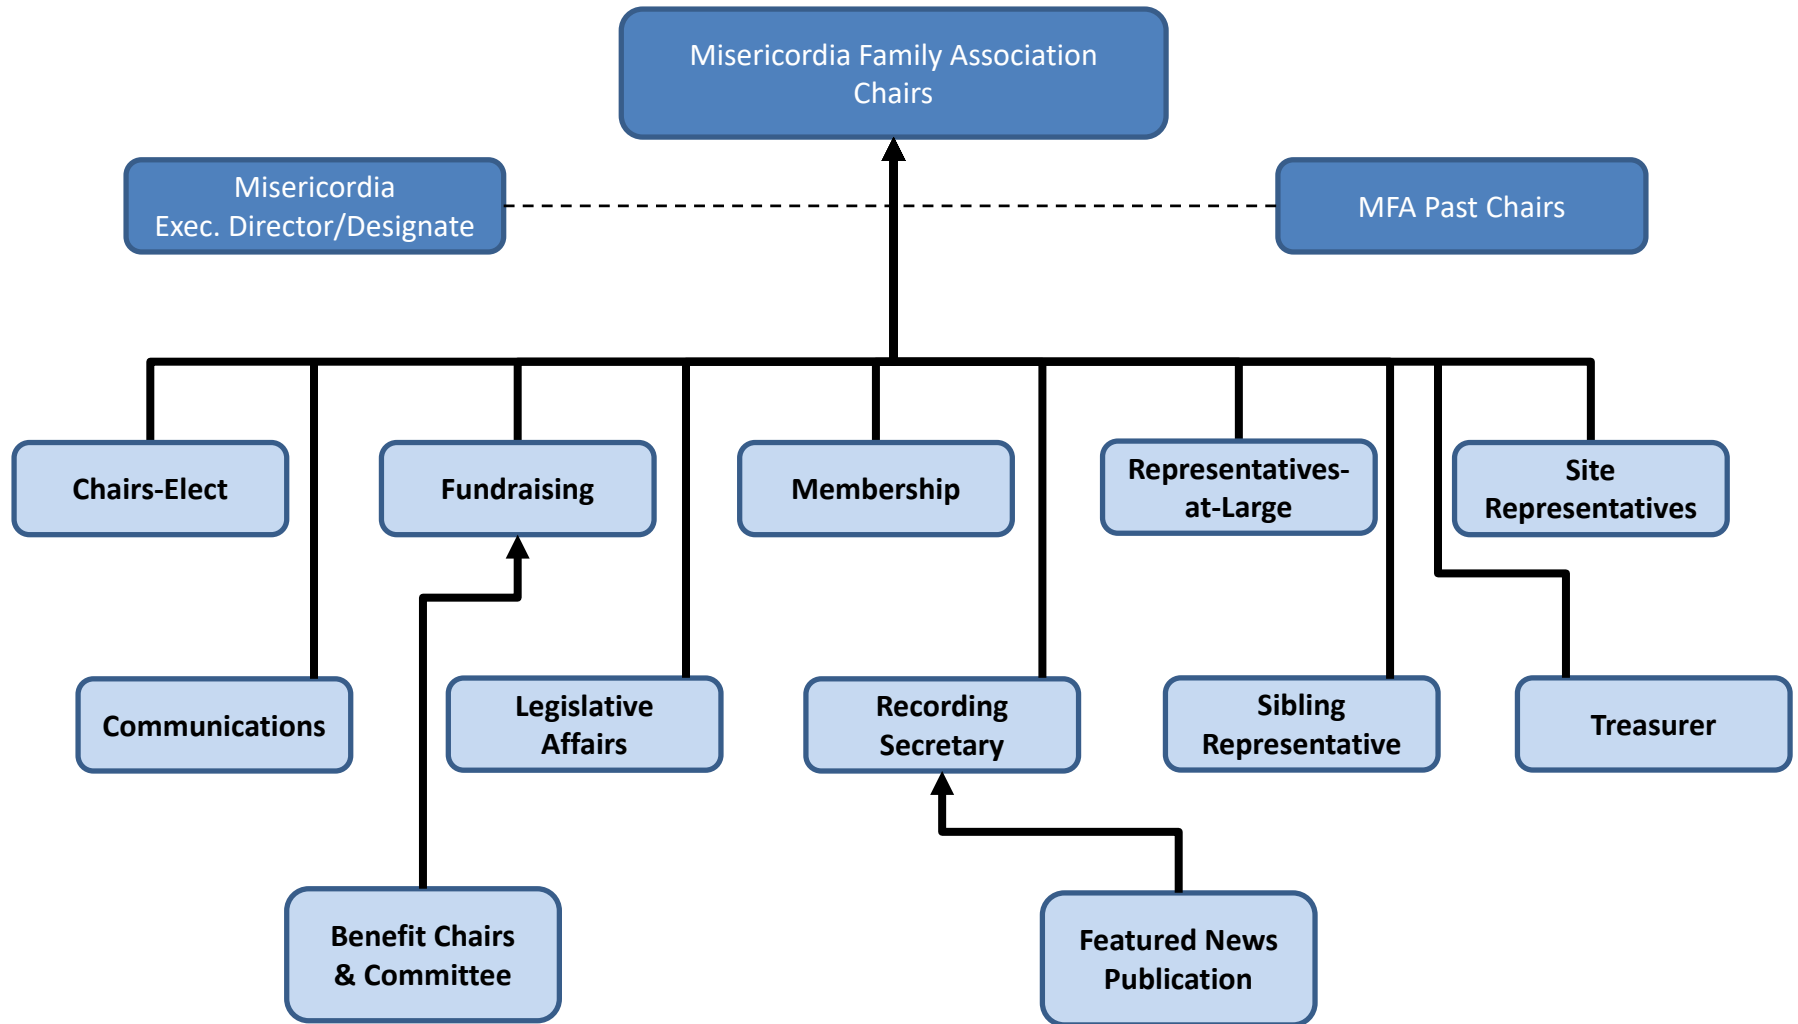 Misericordia Family Association
Chairs
Misericordia
Exec. Director/Designate
MFA Past Chairs
Chairs-Elect
Fundraising
Membership
Representatives-
at-Large
Site
Representatives
Communications
Legislative
Affairs
Recording
Secretary
Sibling
Representative
Treasurer
Benefit Chairs
& Committee
Featured News
Publication